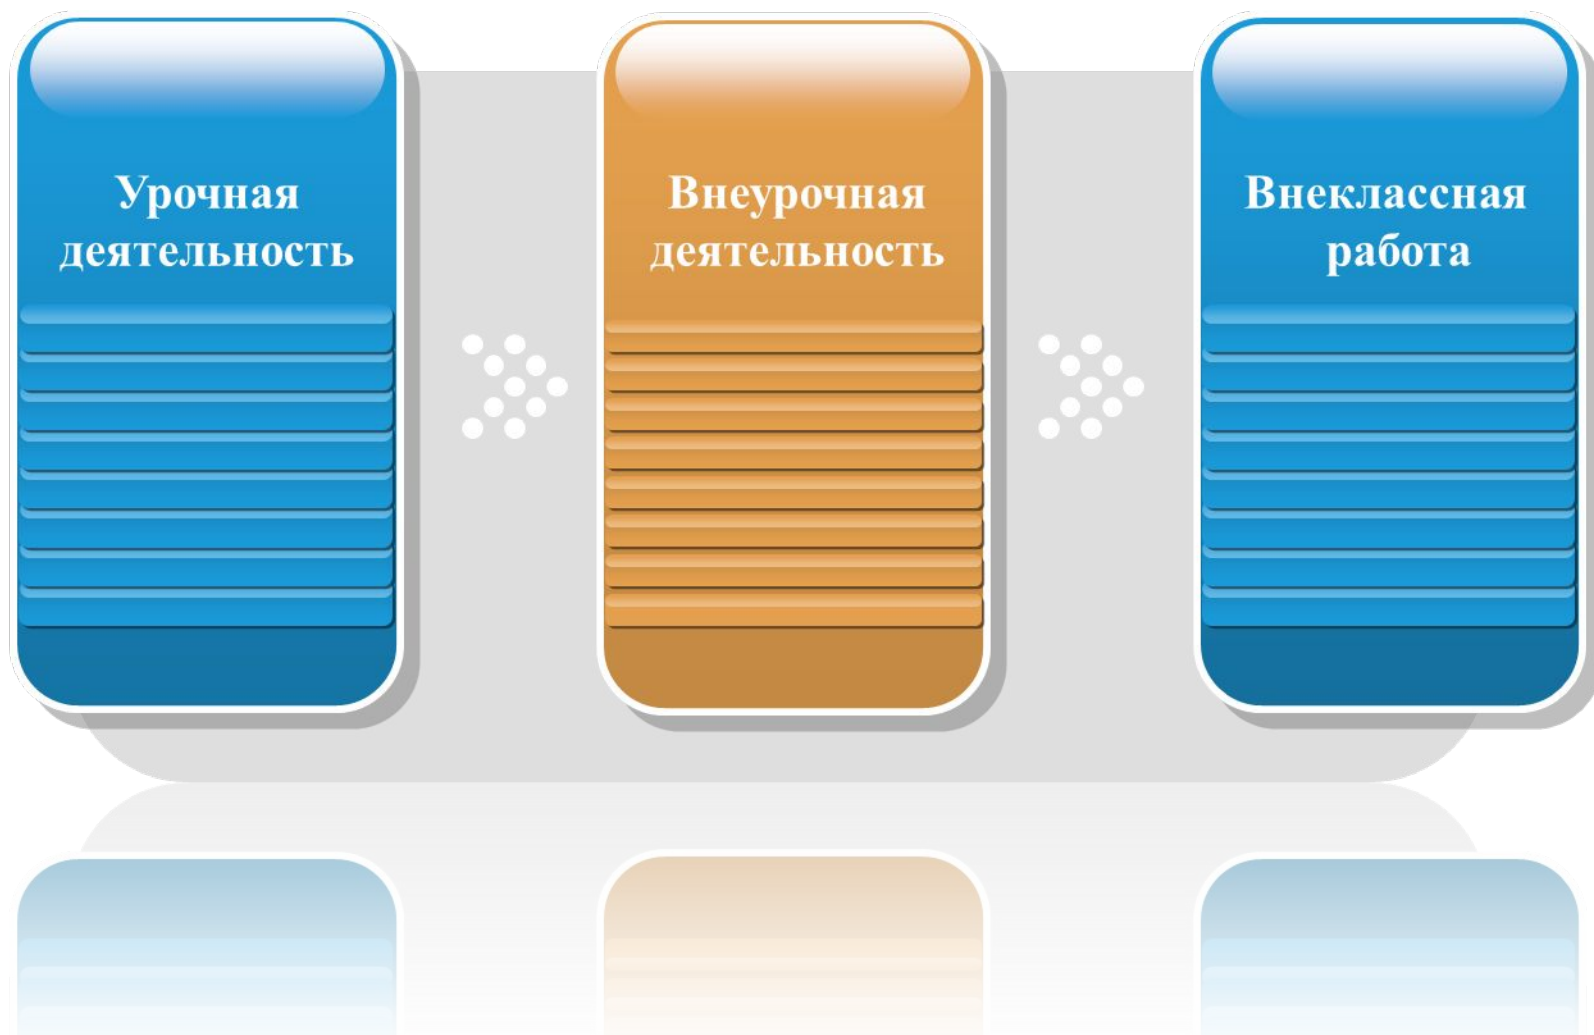 Урочная
деятельность
Внеурочная
деятельность
Внеклассная
работа